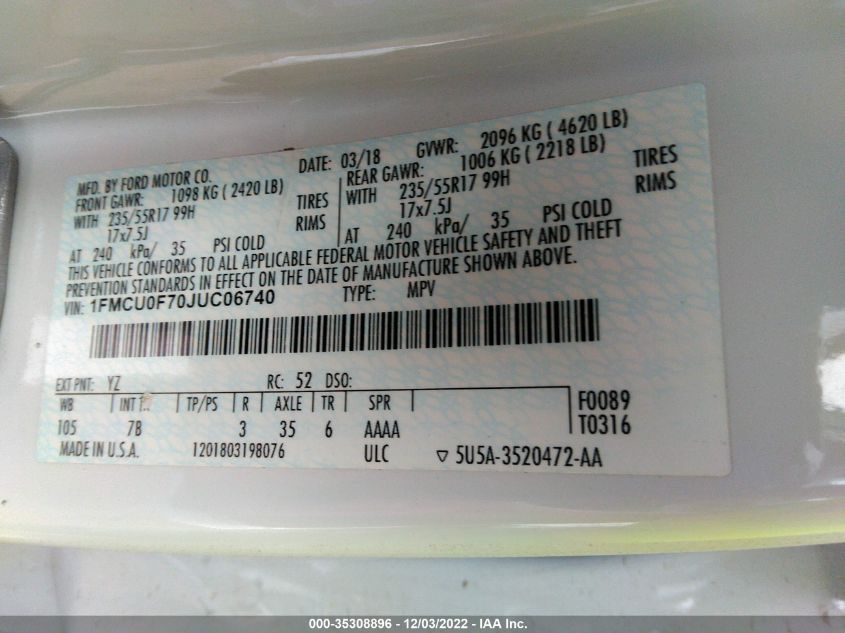 MFD. BY FORD MOTOR CO.
DATE: 03/18 GVWR: 2096 KG ( 4620 LB)
FRONT GAWR: 1098 KG ( 2420 LB)
WITH 235/55R17 99H TIRES
17x7.5J RIMS
AT 240 kPa/ 35 PSI COLD
REAR GAWR: 1006 KG ( 2218 LB)
WITH 235/55R17 99H TIRES
17x7.5J RIMS
AT 240 kPa/ 35 PSI COLD
THIS VEHICLE CONFORMS TO ALL APPLICABLE FEDERAL MOTOR VEHICLE SAFETY AND THEFT
PREVENTION STANDARDS IN EFFECT ON THE DATE OF MANUFACTURE SHOWN ABOVE.
VIN: 1FMCU0F70JUC06740 TYPE: MPV
EXT PNT: YZ RC: 52 DSO:
WB INT TP/PS R AXLE TR SPR F0089
105 7B 3 35 6 AAAA T0316
MADE IN U.S.A. 1201803198076 ULC ▽ 5U5A-3520472-AA
000-35308896 - 12/03/2022 - IAA Inc.